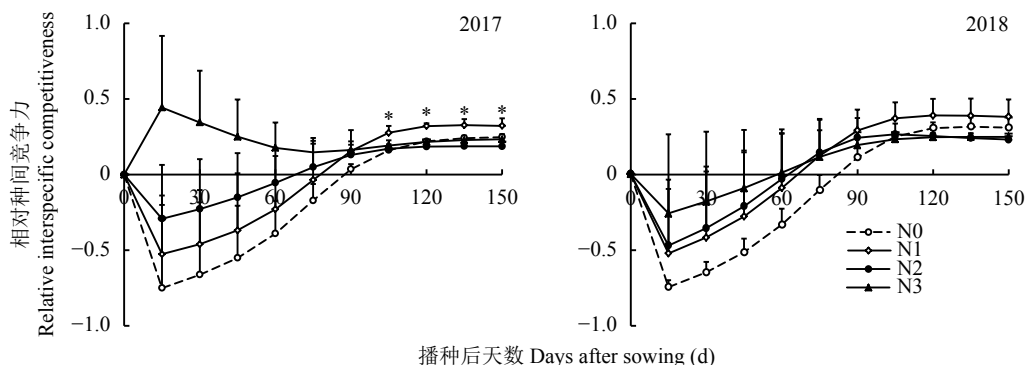 相对种间竞争力
Relative interspecific competitiveness
2017
1.0
0.5
0
−0.5
−1.0
0 30 60 90 120 150
* * * *
2018
1.0
0.5
0
−0.5
−1.0
0 30 60 90 120 150
N0
N1
N2
N3
播种后天数 Days after sowing (d)